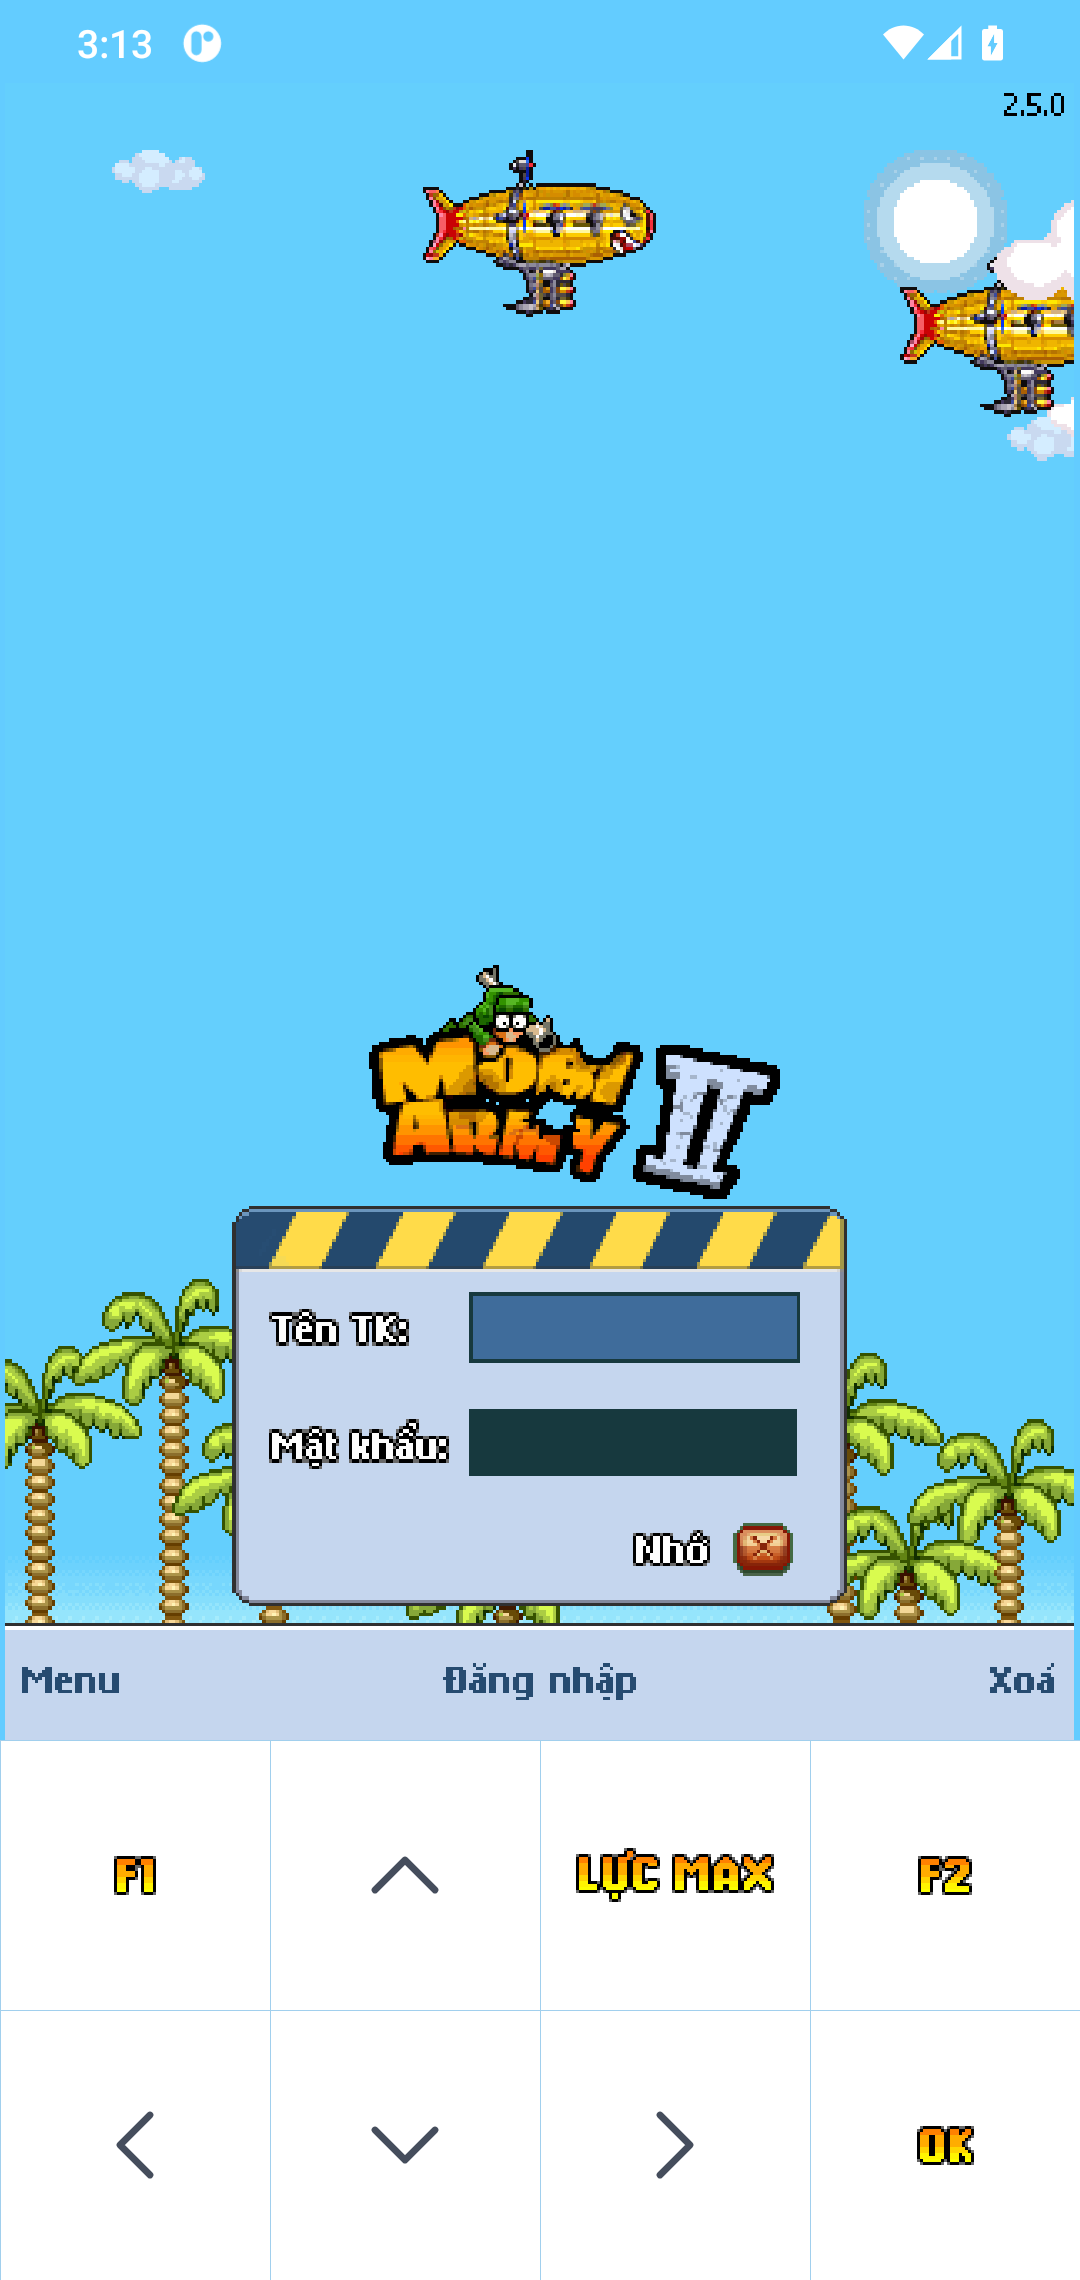 3:13
2.5.0
MOBI
ARMY II
Tên TK:
Mật khẩu:
Nhớ
Menu Đăng nhập Xoá
F1 LỰC MAX F2
OK